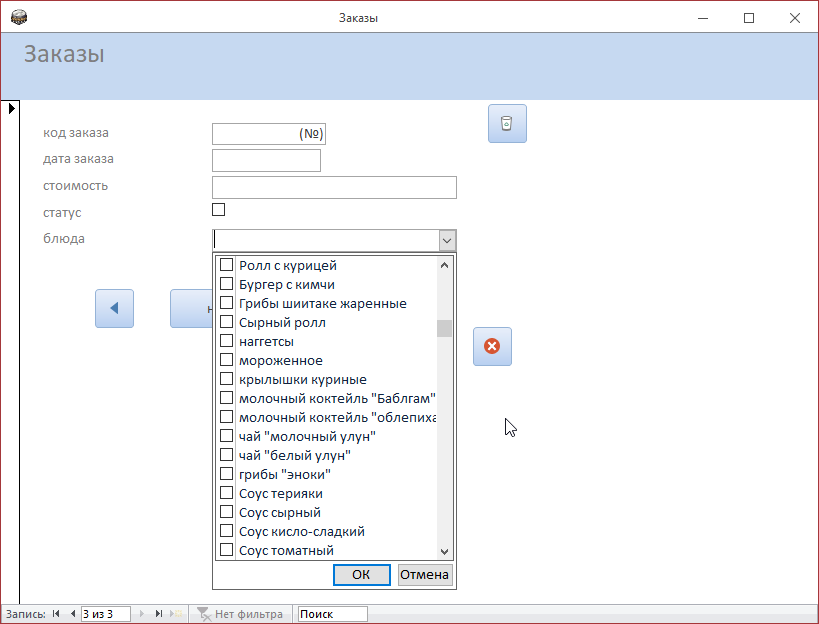 Заказы
Заказы
код заказа
(№)
дата заказа
стоимость
статус
блюда
Ролл с курицей
Бургер с кимчи
Грибы шиитаке жаренные
Сырный ролл
наггетсы
мороженное
крылышки куриные
молочный коктейль "Баблгам"
молочный коктейль "облепиха
чай "молочный улун"
чай "белый улун"
грибы "эноки"
Соус терияки
Соус сырный
Соус кисло-сладкий
Соус томатный
ОК Отмена
Запись: 3 из 3 Нет фильтра Поиск